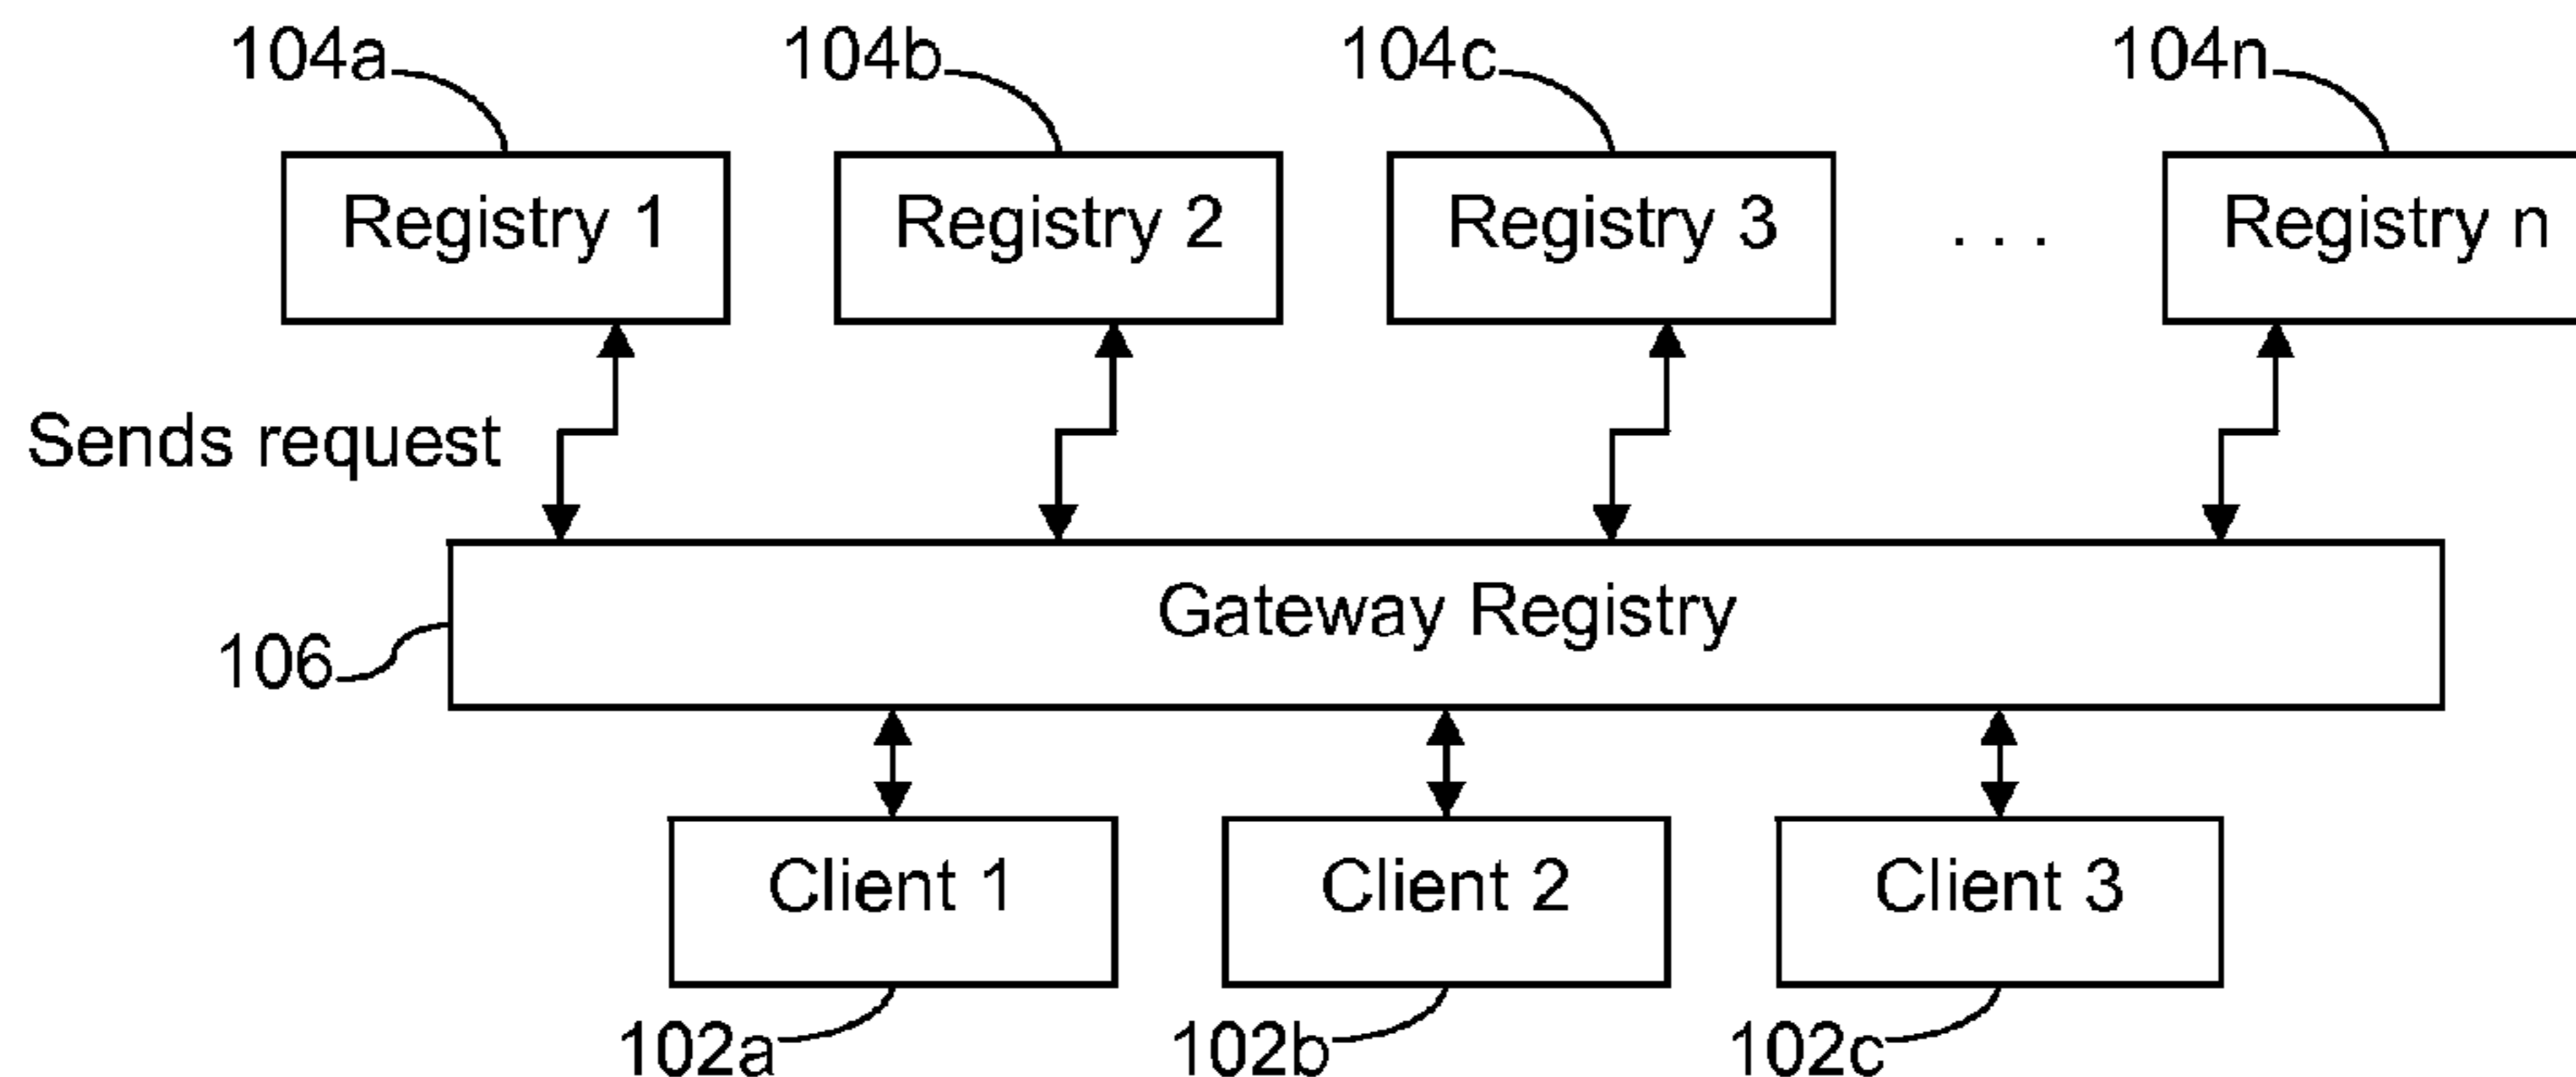 104a 104b 104c 104n
Registry 1 Registry 2 Registry 3 . . . Registry n
Sends request
Gateway Registry
106
Client 1 Client 2 Client 3
102a 102b 102c